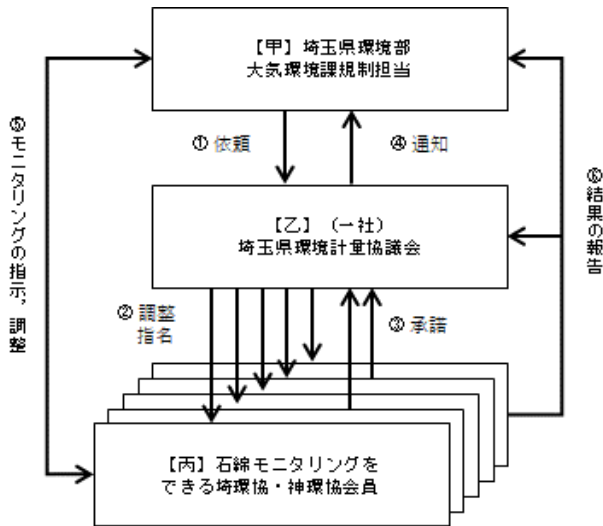 【甲】埼玉県環境部
大気環境課規制担当
① 依頼
④ 通知
⑤モニタリングの指示，調整
⑥結果の報告
【乙】（一社）
埼玉県環境計量協議会
② 調整
指名
③ 承諾
【丙】石綿モニタリングを
できる埼環協・神環協会員